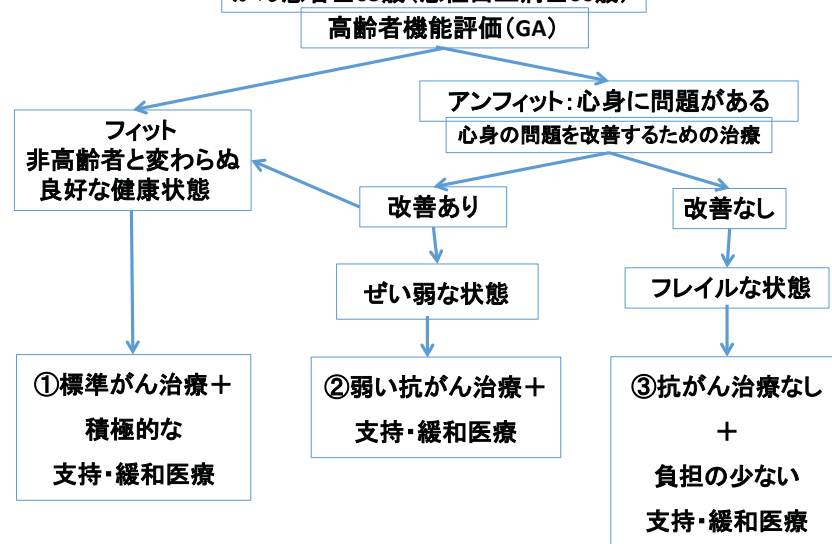 高齢者機能評価（GA）
アンフィット：心身に問題がある
心身の問題を改善するための治療
フィット
非高齢者と変わらぬ
良好な健康状態
改善あり
改善なし
ぜい弱な状態
フレイルな状態
①標準がん治療＋
積極的な
支持・緩和医療
②弱い抗がん治療＋
支持・緩和医療
③抗がん治療なし
＋
負担の少ない
支持・緩和医療